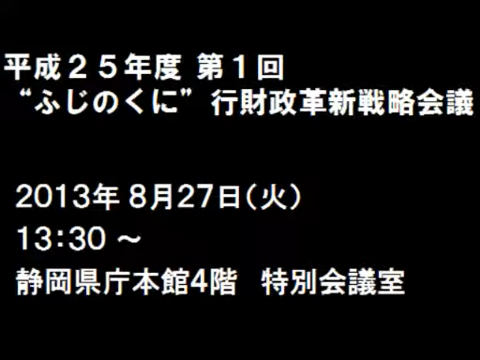 平成２５年度 第１回
“ふじのくに”行財政革新戦略会議
2013年 8月27日（火）
13：30 ～
静岡県庁本館4階　特別会議室